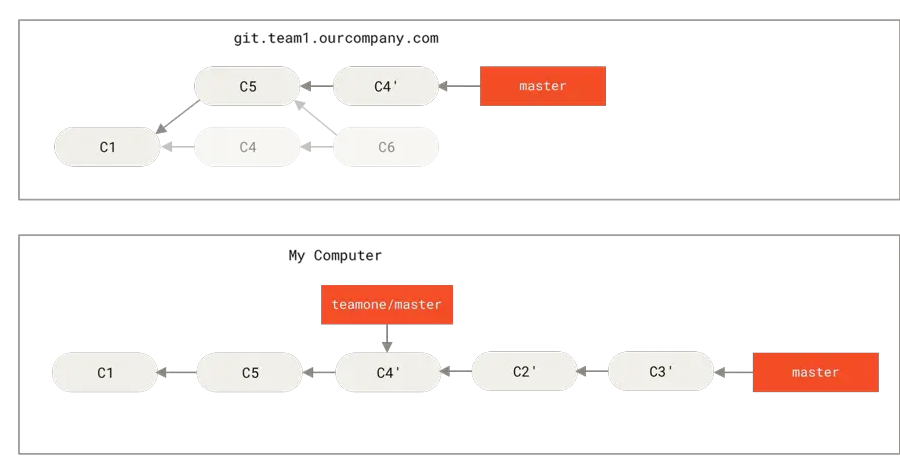 git.team1.ourcompany.com
C5
C4'
master
C1
C4
C6
My Computer
teamone/master
C1
C5
C4'
C2'
C3'
master